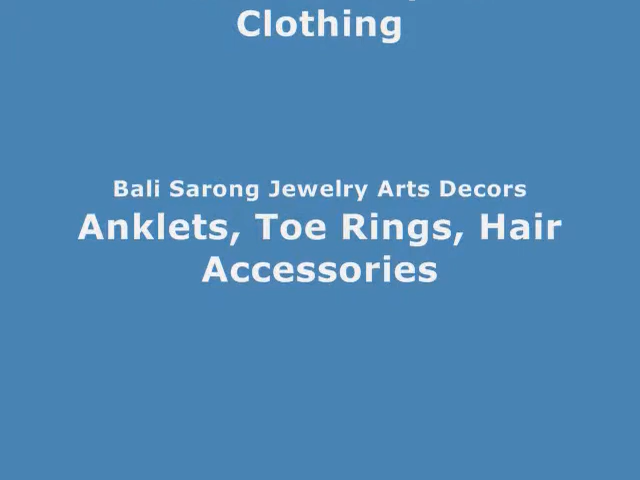 Clothing
Bali Sarong Jewelry Arts Decors
Anklets, Toe Rings, Hair
Accessories